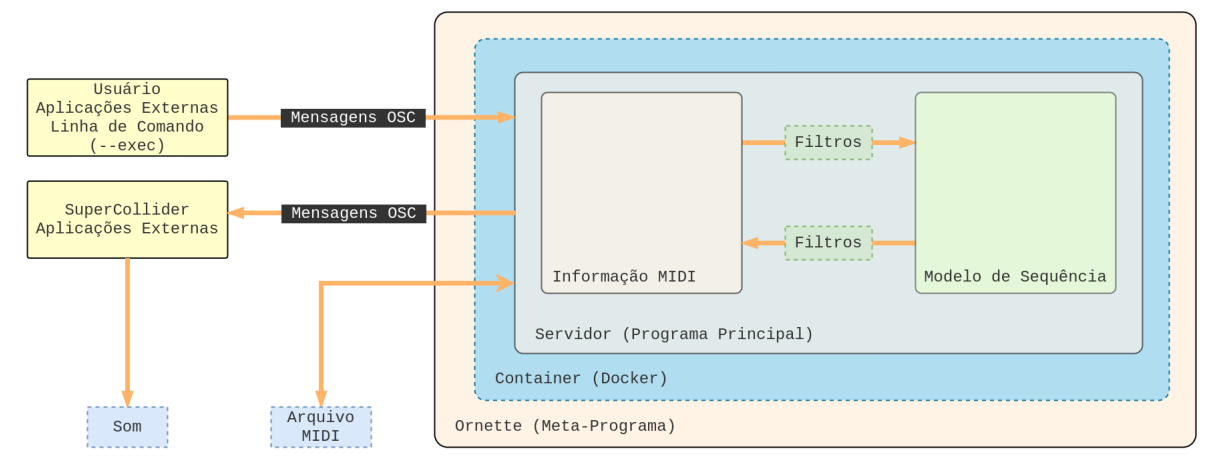 Usuário
Aplicações Externas
Linha de Comando
(--exec)
Mensagens OSC
SuperCollider
Aplicações Externas
Mensagens OSC
Som
Arquivo
MIDI
Filtros
Filtros
Informação MIDI
Modelo de Sequência
Servidor (Programa Principal)
Container (Docker)
Ornette (Meta-Programa)